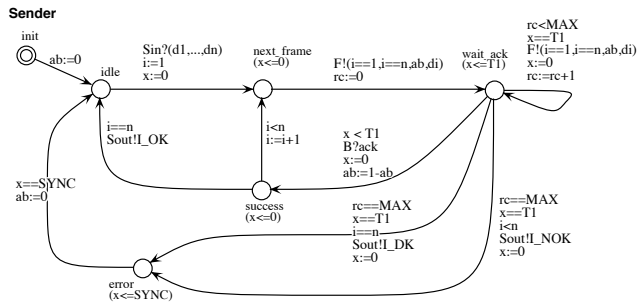 Sender
init
ab:=0
idle
Sin?(d1,...,dn)
i:=1
x:=0
next_frame
(x<=0)
F!(i==1,i==n,ab,di)
rc:=0
wait_ack
(x<=T1)
rc<MAX
x==T1
F!(i==1,i==n,ab,di)
x:=0
rc:=rc+1
i==n
Sout!I_OK
i<n
i:=i+1
x < T1
B?ack
x:=0
ab:=1-ab
x==SYNC
ab:=0
success
(x<=0)
rc==MAX
x==T1
i==n
Sout!I_DK
x:=0
rc==MAX
x==T1
i<n
Sout!I_NOK
x:=0
error
(x<=SYNC)